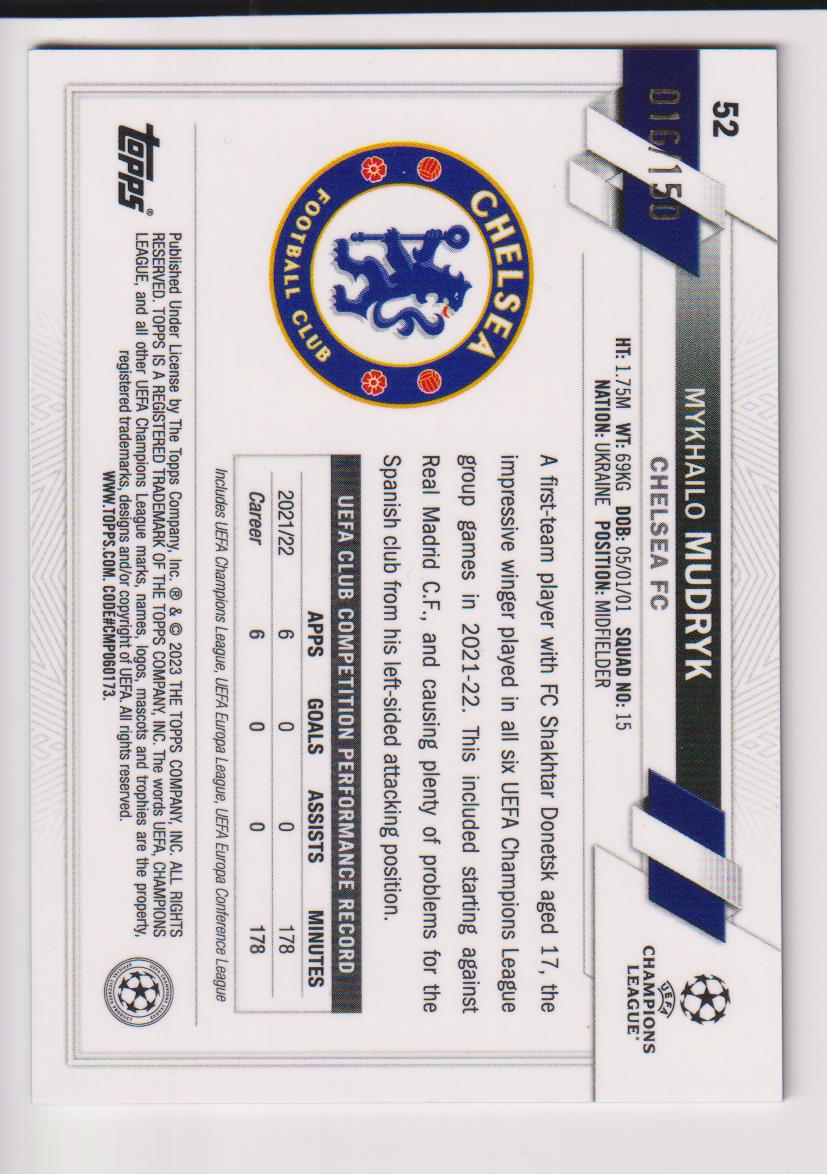 52
016/150
MYKHAILO MUDRYK
CHELSEA FC
HT: 1.75M WT: 69KG DOB: 05/01/01 SQUAD NO: 15
NATION: UKRAINE POSITION: MIDFIELDER
UEFA
CHAMPIONS
LEAGUE®
CHELSEA
FOOTBALL CLUB
A first-team player with FC Shakhtar Donetsk aged 17, the
impressive winger played in all six UEFA Champions League
group games in 2021-22. This included starting against
Real Madrid C.F., and causing plenty of problems for the
Spanish club from his left-sided attacking position.
UEFA CLUB COMPETITION PERFORMANCE RECORD
APPS GOALS ASSISTS MINUTES
2021/22 6 0 0 178
Career 6 0 0 178
Includes UEFA Champions League, UEFA Europa League, UEFA Europa Conference League
topps®
Published Under License by The Topps Company, Inc. ® & © 2023 THE TOPPS COMPANY, INC. ALL RIGHTS
RESERVED. TOPPS IS A REGISTERED TRADEMARK OF THE TOPPS COMPANY, INC. The words UEFA, CHAMPIONS
LEAGUE, and all other UEFA Champions League marks, names, logos, mascots and trophies are the property,
registered trademarks, designs and/or copyright of UEFA. All rights reserved.
WWW.TOPPS.COM. CODE#CMP060173.